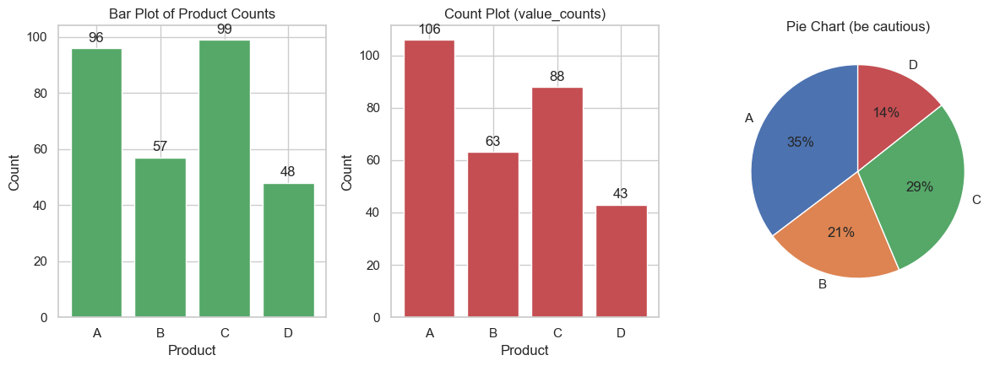 Bar Plot of Product Counts
100
80
60
40
20
0
Count
96
57
99
48
A B C D
Product
Count Plot (value_counts)
100
80
60
40
20
0
Count
106
63
88
43
A B C D
Product
Pie Chart (be cautious)
D
A
14%
35%
29%
C
21%
B